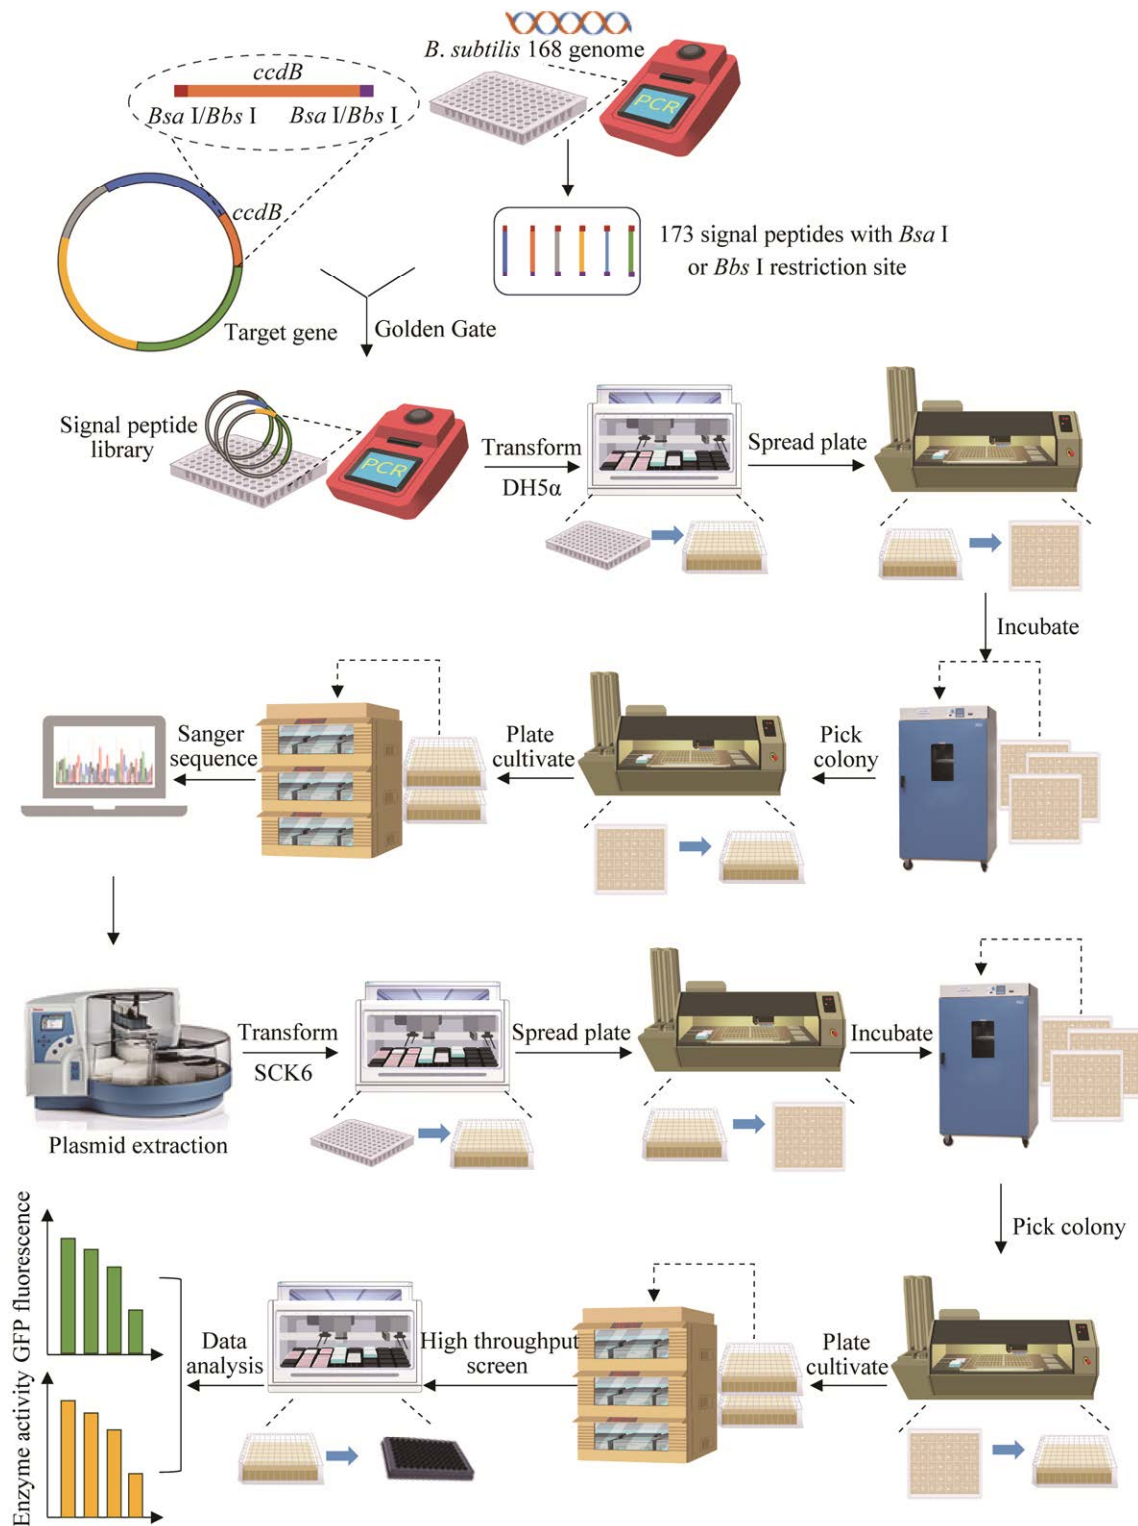 B. subtilis 168 genome
ccdB
Bsa I/Bbs I
Bsa I/Bbs I
PCR
ccdB
173 signal peptides with Bsa I
or Bbs I restriction site
Target gene
Golden Gate
Signal peptide
library
PCR
Transform
DH5α
Spread plate
Incubate
Sanger
sequence
Plate
cultivate
Pick
colony
Plasmid extraction
Transform
SCK6
Spread plate
Incubate
Pick colony
GFP fluorescence
Enzyme activity
Data
analysis
High throughput
screen
Plate
cultivate